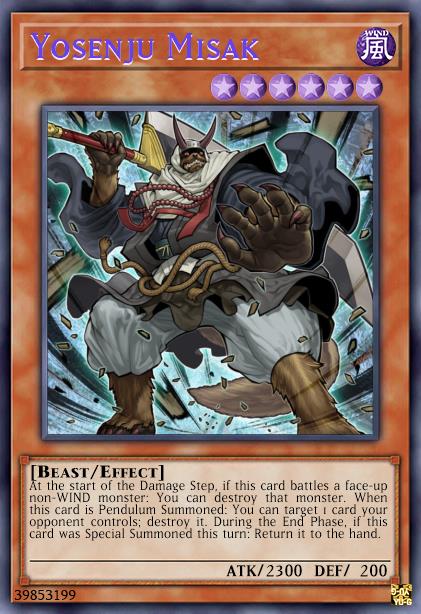 YOSENJU MISAK
WIND
風
[BEAST/EFFECT]
At the start of the Damage Step, if this card battles a face-up
non-WIND monster: You can destroy that monster. When
this card is Pendulum Summoned: You can target 1 card your
opponent controls; destroy it. During the End Phase, if this
card was Special Summoned this turn: Return it to the hand.
ATK/2300 DEF/ 200
39853199